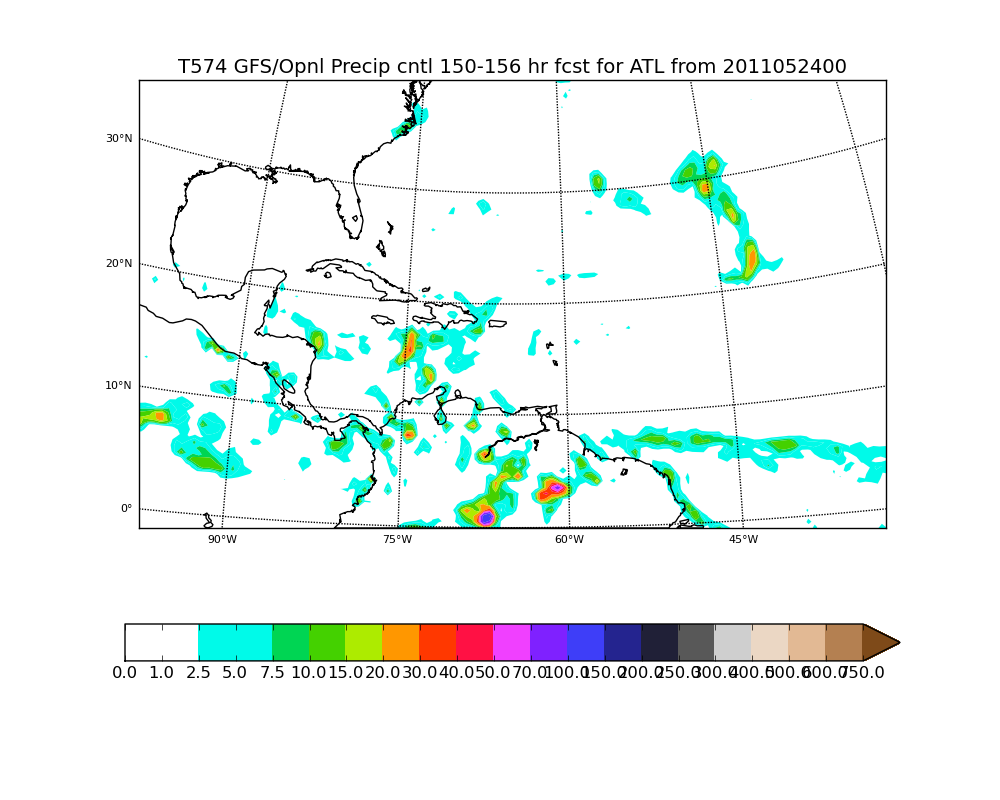 T574 GFS/Opnl Precip cntl 150-156 hr fcst for ATL from 2011052400
30°N
20°N
10°N
0°
90°W 75°W 60°W 45°W
0.0 1.0 2.5 5.0 7.5 10.0 15.0 20.0 30.0 40.0 50.0 70.0 100.0 150.0 200.0 250.0 300.0 400.0 500.0 600.0 750.0